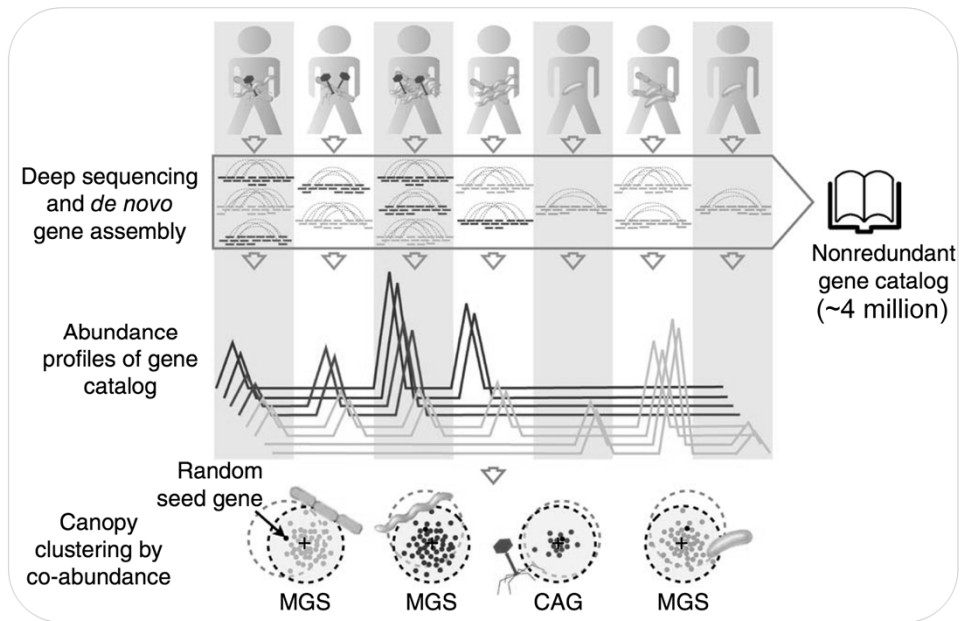 Deep sequencing
and de novo
gene assembly
Nonredundant
gene catalog
(~4 million)
Abundance
profiles of gene
catalog
Random
seed gene
Canopy
clustering by
co-abundance
MGS
MGS
CAG
MGS